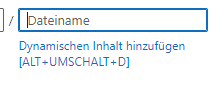 / Dateiname
Dynamischen Inhalt hinzufügen
[ALT+UMSCHALT+D]